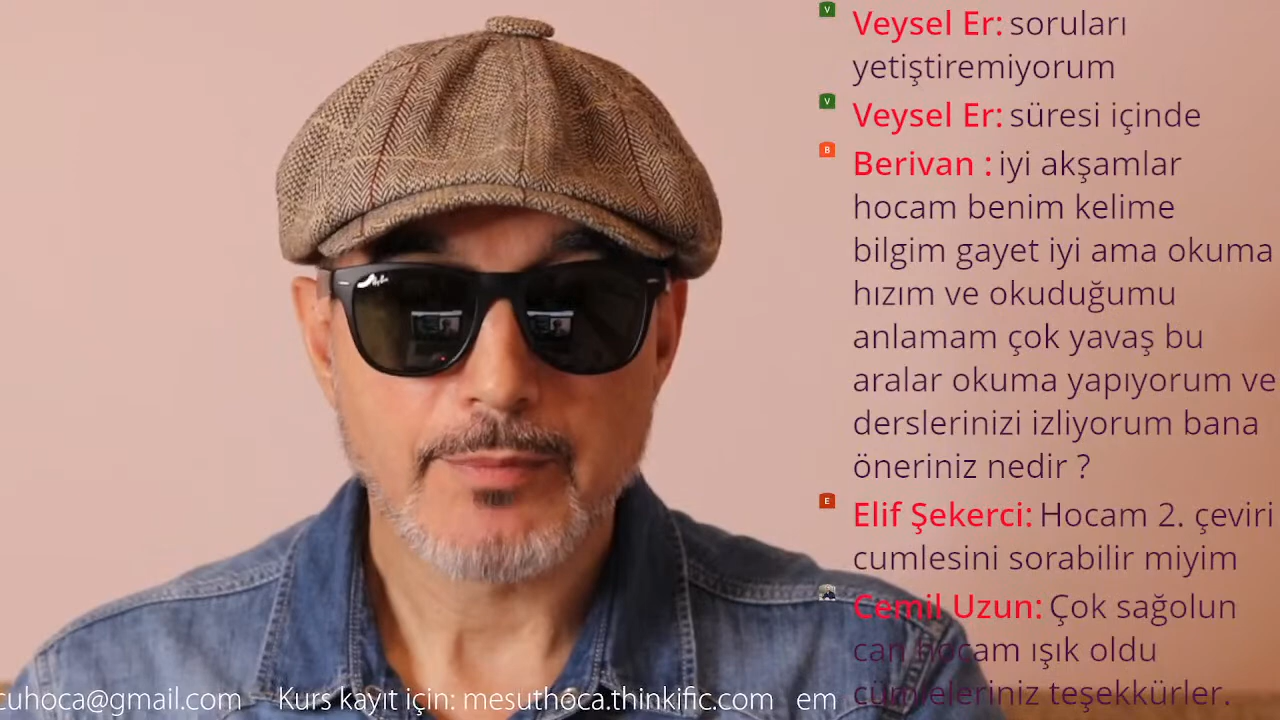 Veysel Er: soruları
yetiştiremiyorum
Veysel Er: süresi içinde
Berivan : iyi akşamlar
hocam benim kelime
bilgim gayet iyi ama okuma
hızım ve okuduğumu
anlamam çok yavaş bu
aralar okuma yapıyorum ve
derslerinizi izliyorum bana
öneriniz nedir ?
Elif Şekerci: Hocam 2. çeviri
cumlesini sorabilir miyim
Cemil Uzun: Çok sağolun
can hocam ışık oldu
cümleleriniz teşekkürler.
cuhoca@gmail.com Kurs kayıt için: mesuthoca.thinkific.com em